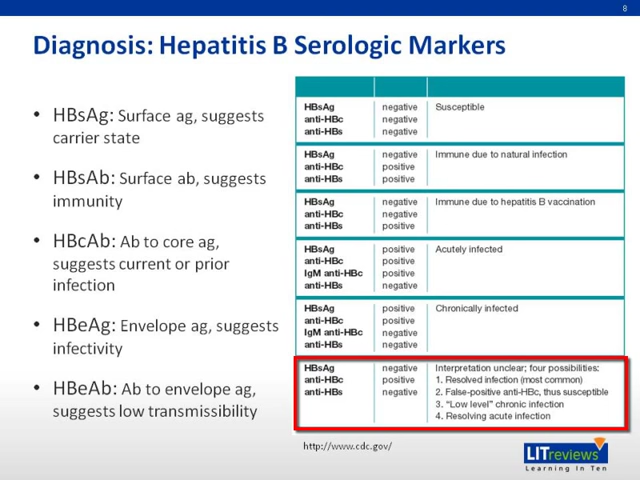 8
Diagnosis: Hepatitis B Serologic Markers
• HBsAg: Surface ag, suggests
carrier state
• HBsAb: Surface ab, suggests
immunity
• HBcAb: Ab to core ag,
suggests current or prior
infection
• HBeAg: Envelope ag, suggests
infectivity
• HBeAb: Ab to envelope ag,
suggests low transmissibility
HBsAg negative Susceptible
anti-HBc negative
anti-HBs negative
HBsAg negative Immune due to natural infection
anti-HBc positive
anti-HBs positive
HBsAg negative Immune due to hepatitis B vaccination
anti-HBc negative
anti-HBs positive
HBsAg positive Acutely infected
anti-HBc positive
IgM anti-HBc positive
anti-HBs negative
HBsAg positive Chronically infected
anti-HBc positive
IgM anti-HBc negative
anti-HBs negative
HBsAg negative Interpretation unclear; four possibilities:
anti-HBc positive 1. Resolved infection (most common)
anti-HBs negative 2. False-positive anti-HBc, thus susceptible
3. “Low level” chronic infection
4. Resolving acute infection
http://www.cdc.gov/
LITreviews
Learning In Ten